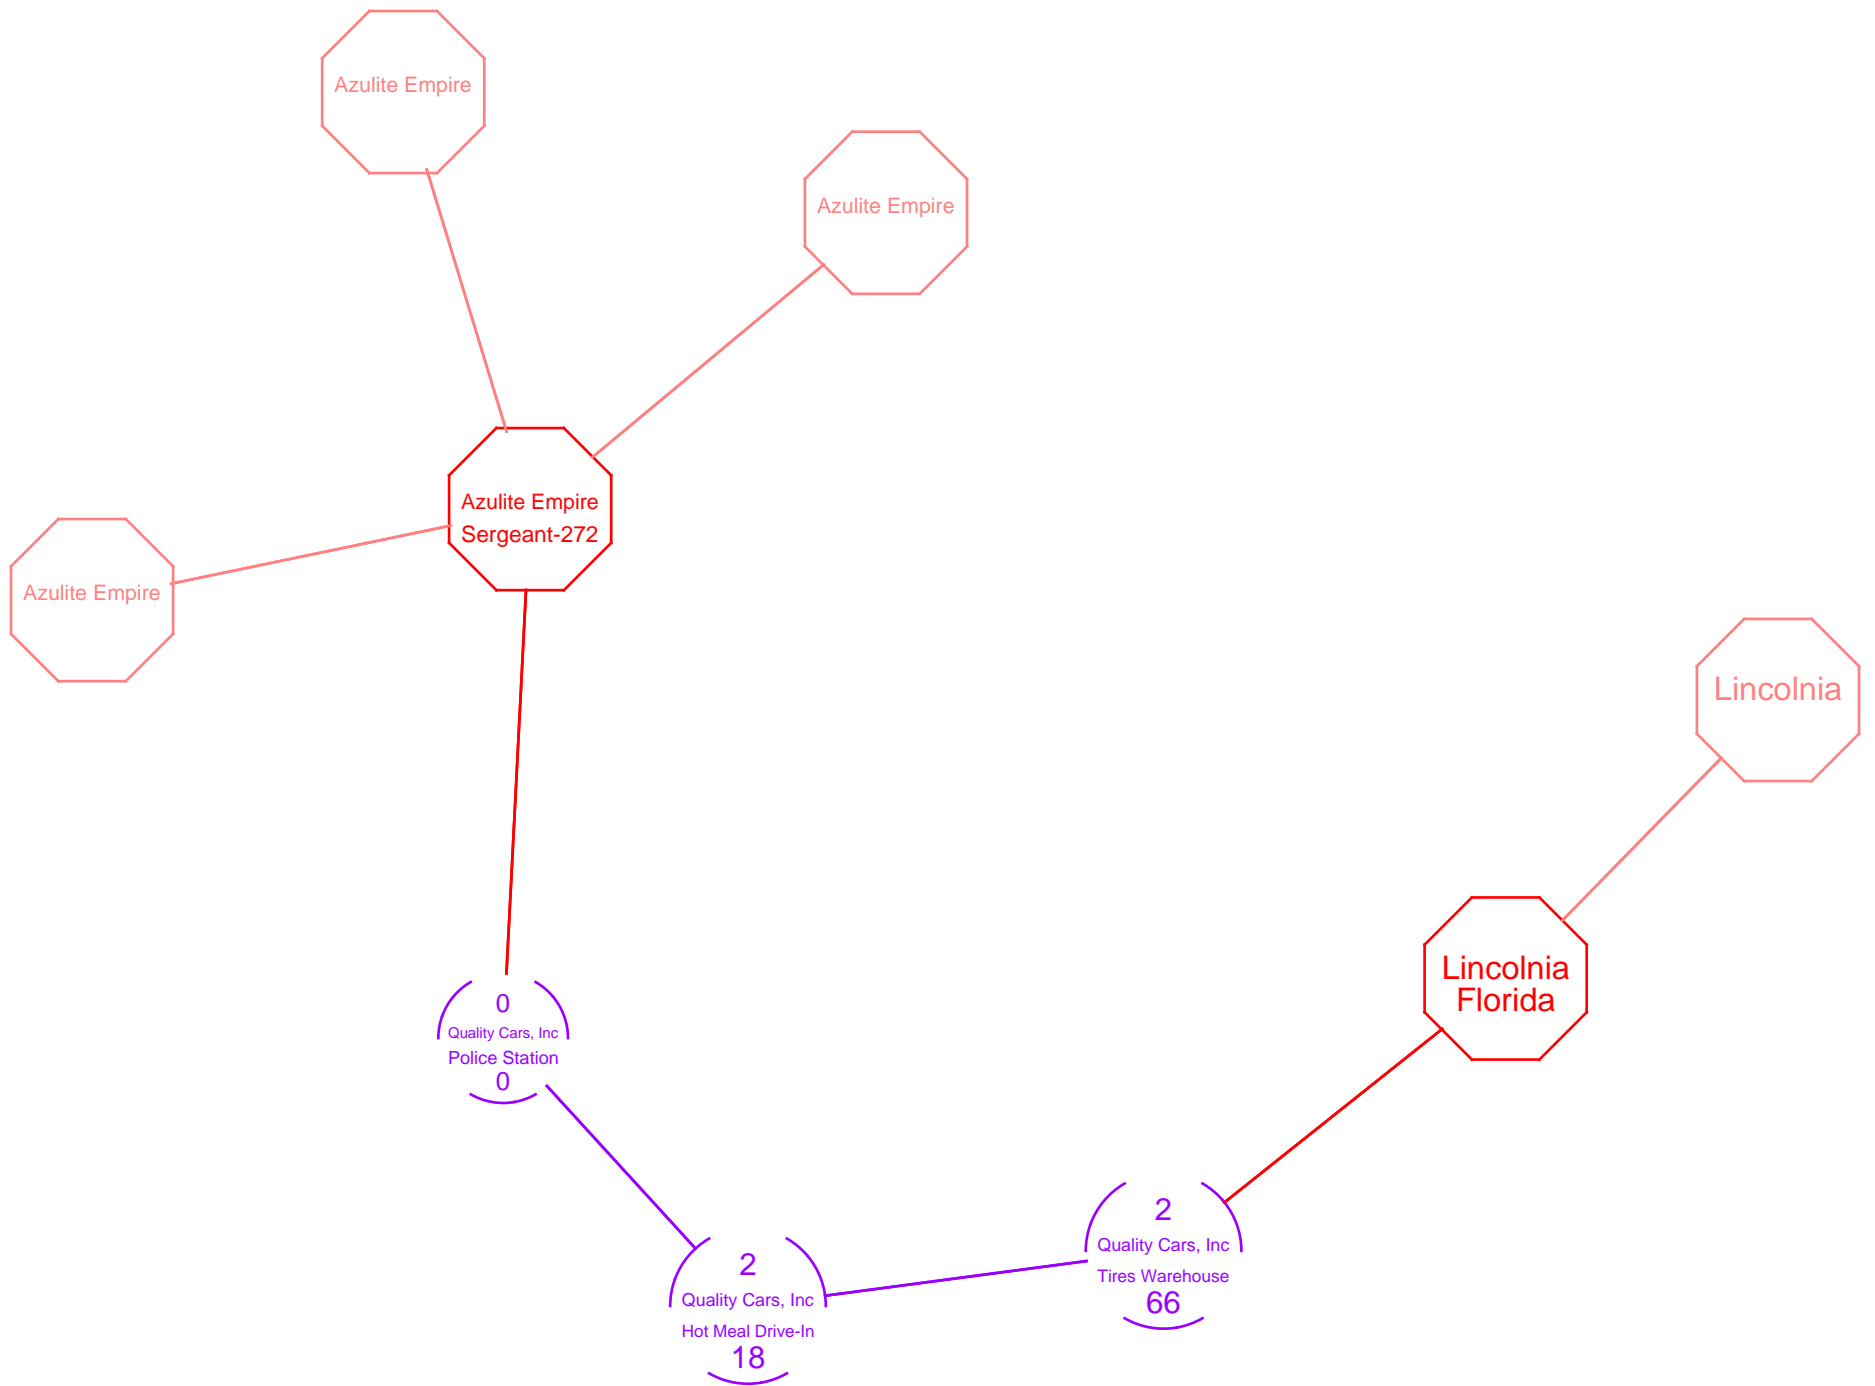 Azulite Empire
Azulite Empire
Azulite Empire
Sergeant-272
Azulite Empire
Lincolnia
Lincolnia
Florida
0
Quality Cars, Inc
Police Station
0
2
Quality Cars, Inc
Tires Warehouse
66
2
Quality Cars, Inc
Hot Meal Drive-In
18